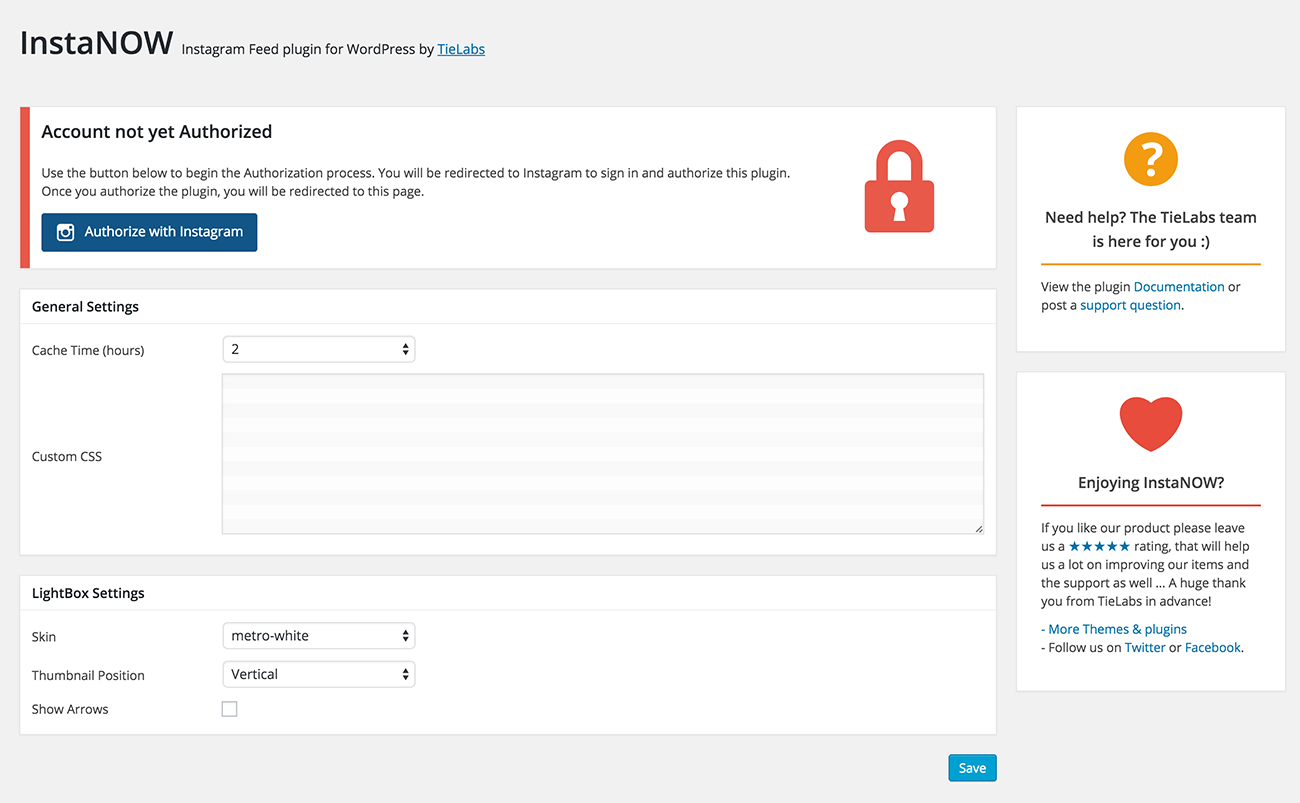 InstaNOW Instagram Feed plugin for WordPress by TieLabs
Account not yet Authorized
Use the button below to begin the Authorization process. You will be redirected to Instagram to sign in and authorize this plugin.
Once you authorize the plugin, you will be redirected to this page.
Authorize with Instagram
General Settings
Cache Time (hours) 2
Custom CSS
LightBox Settings
Skin metro-white
Thumbnail Position Vertical
Show Arrows
Save
?
Need help? The TieLabs team
is here for you :)
View the plugin Documentation or
post a support question.
Enjoying InstaNOW?
If you like our product please leave
us a ★★★★★ rating, that will help
us a lot on improving our items and
the support as well ... A huge thank
you from TieLabs in advance!
- More Themes & plugins
- Follow us on Twitter or Facebook.